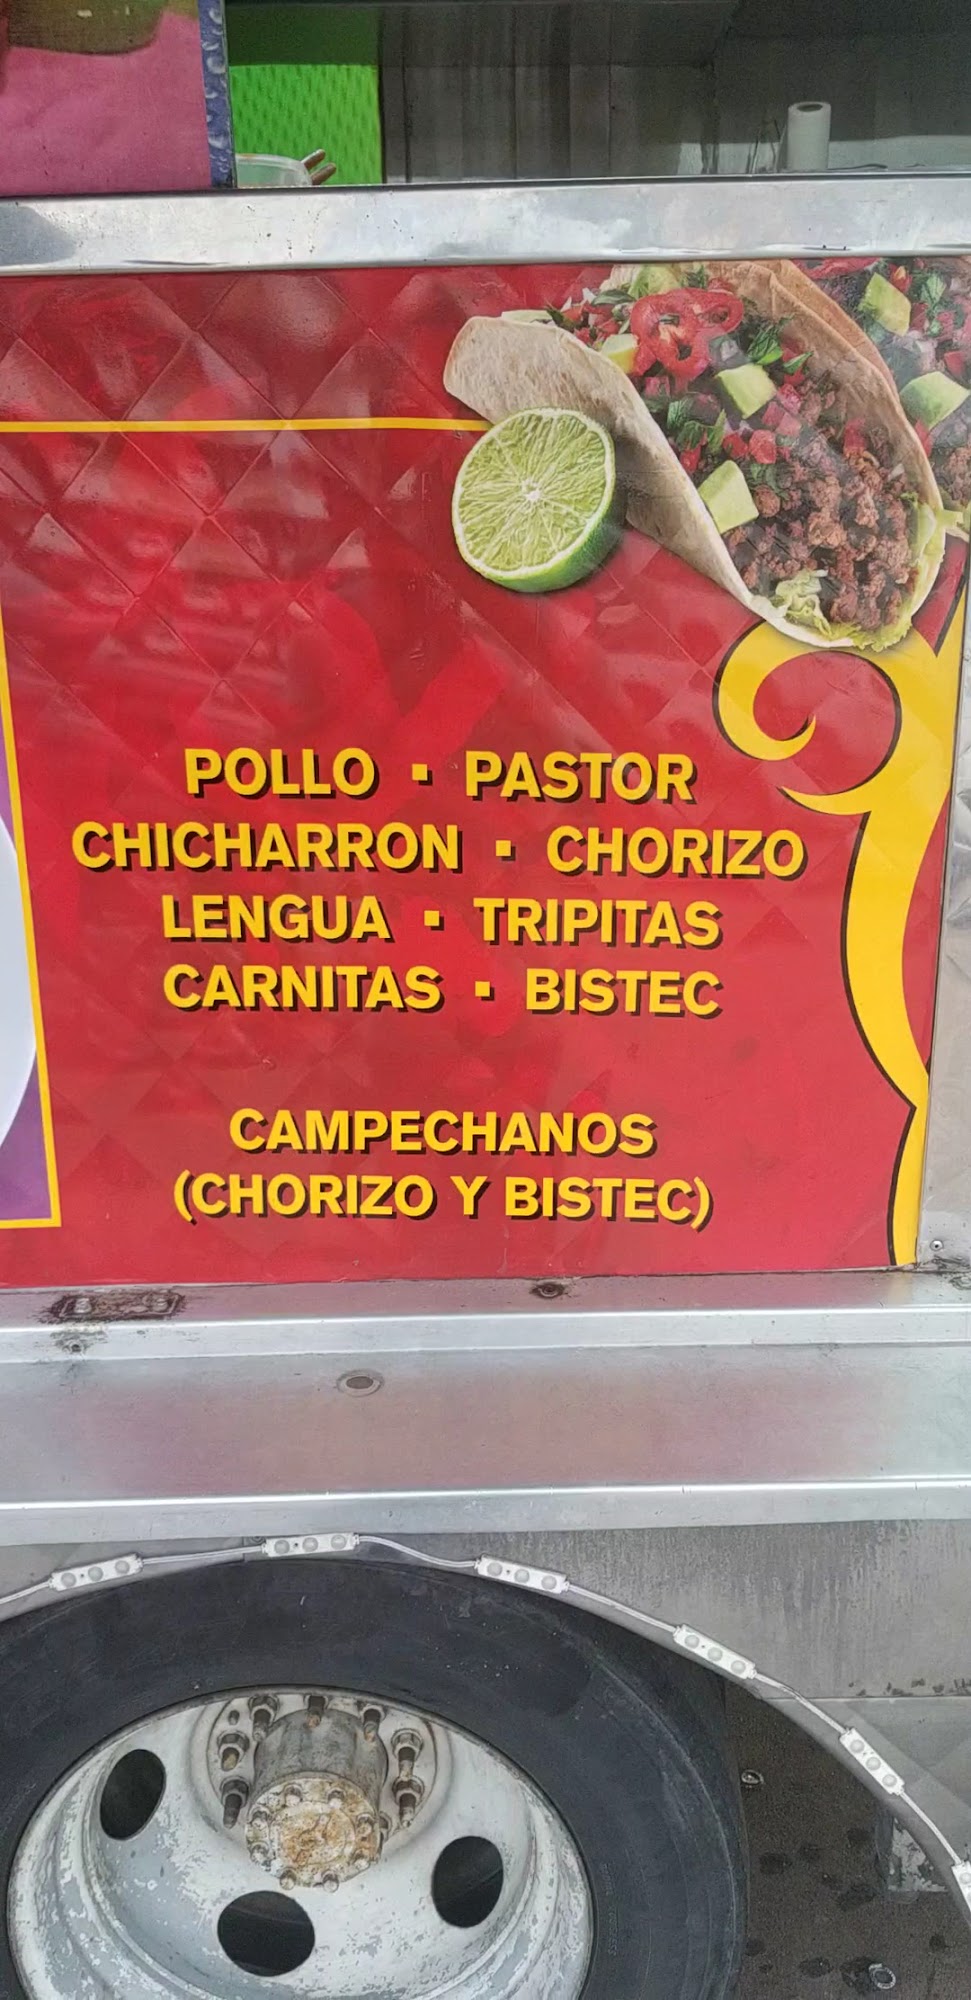 POLLO ▪ PASTOR
CHICHARRON ▪ CHORIZO
LENGUA ▪ TRIPITAS
CARNITAS ▪ BISTEC
CAMPECHANOS
(CHORIZO Y BISTEC)